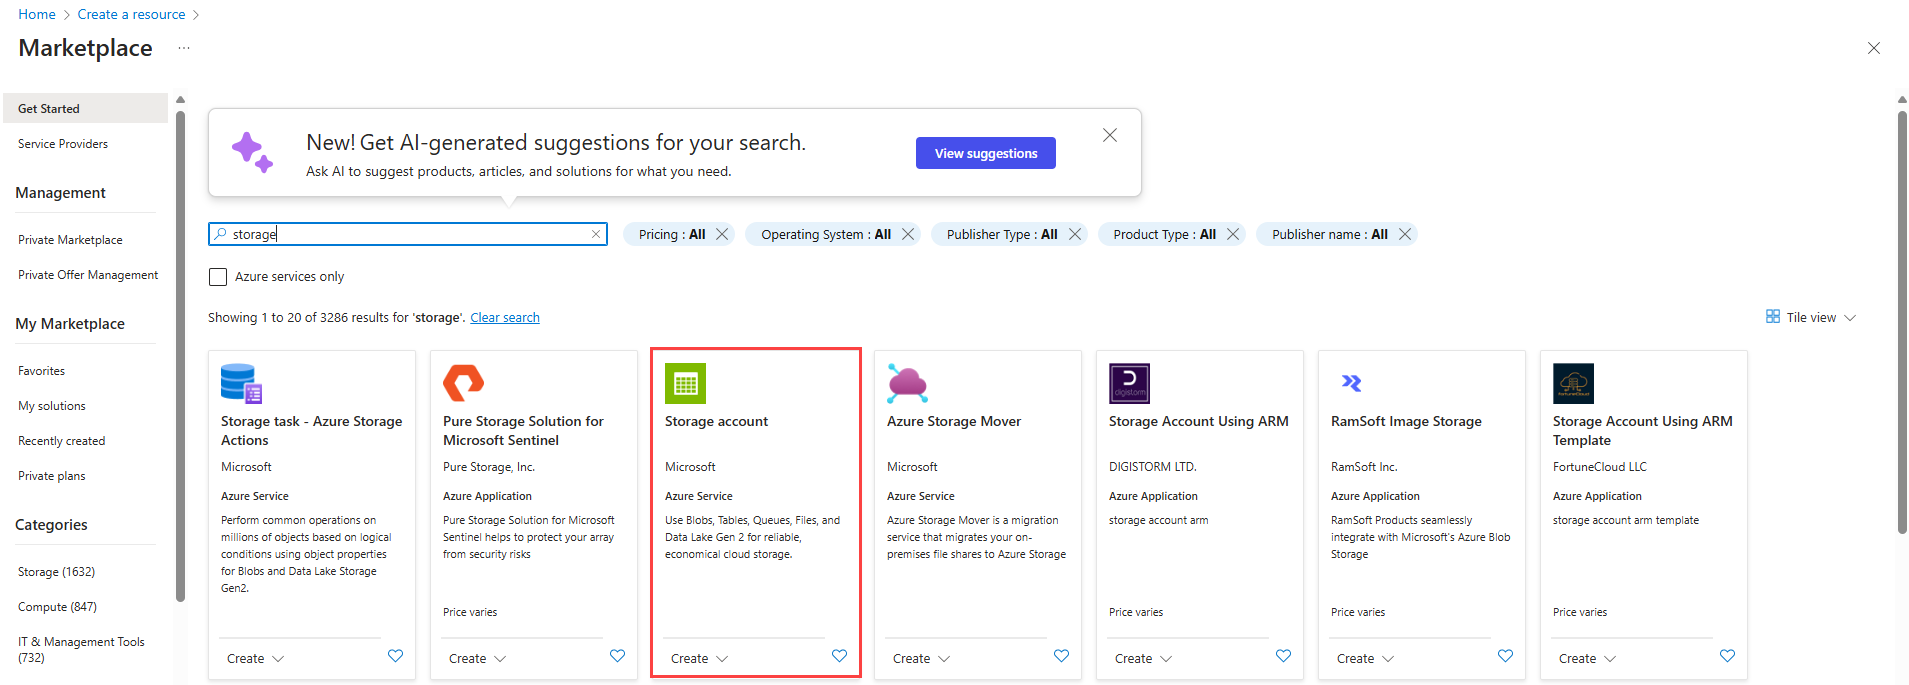 Home > Create a resource >
Marketplace ...
Get Started
Service Providers
Management
Private Marketplace
Private Offer Management
My Marketplace
Favorites
My solutions
Recently created
Private plans
Categories
Storage (1632)
Compute (847)
IT & Management Tools
(732)
New! Get AI-generated suggestions for your search.
Ask AI to suggest products, articles, and solutions for what you need.
View suggestions
storage
Pricing : All
Operating System : All
Publisher Type : All
Product Type : All
Publisher name : All
Azure services only
Showing 1 to 20 of 3286 results for 'storage'. Clear search
Tile view
Storage task - Azure Storage
Actions
Microsoft
Azure Service
Perform common operations on
millions of objects based on logical
conditions using object properties
for Blobs and Data Lake Storage
Gen2.
Create
Pure Storage Solution for
Microsoft Sentinel
Pure Storage, Inc.
Azure Application
Pure Storage Solution for Microsoft
Sentinel helps to protect your array
from security risks
Price varies
Create
Storage account
Microsoft
Azure Service
Use Blobs, Tables, Queues, Files, and
Data Lake Gen 2 for reliable,
economical cloud storage.
Create
Azure Storage Mover
Microsoft
Azure Service
Azure Storage Mover is a migration
service that migrates your on-
premises file shares to Azure Storage
Create
digistorm
Storage Account Using ARM
DIGISTORM LTD.
Azure Application
storage account arm
Price varies
Create
RamSoft Image Storage
RamSoft Inc.
Azure Application
RamSoft Products seamlessly
integrate with Microsoft's Azure Blob
Storage
Price varies
Create
fortuneCloud
Storage Account Using ARM
Template
FortuneCloud LLC
Azure Application
storage account arm template
Price varies
Create